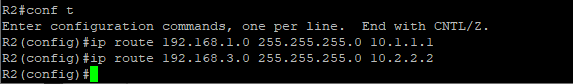 R2#conf t
Enter configuration commands, one per line.  End with CNTL/Z.
R2(config)#ip route 192.168.1.0 255.255.255.0 10.1.1.1
R2(config)#ip route 192.168.3.0 255.255.255.0 10.2.2.2
R2(config)#